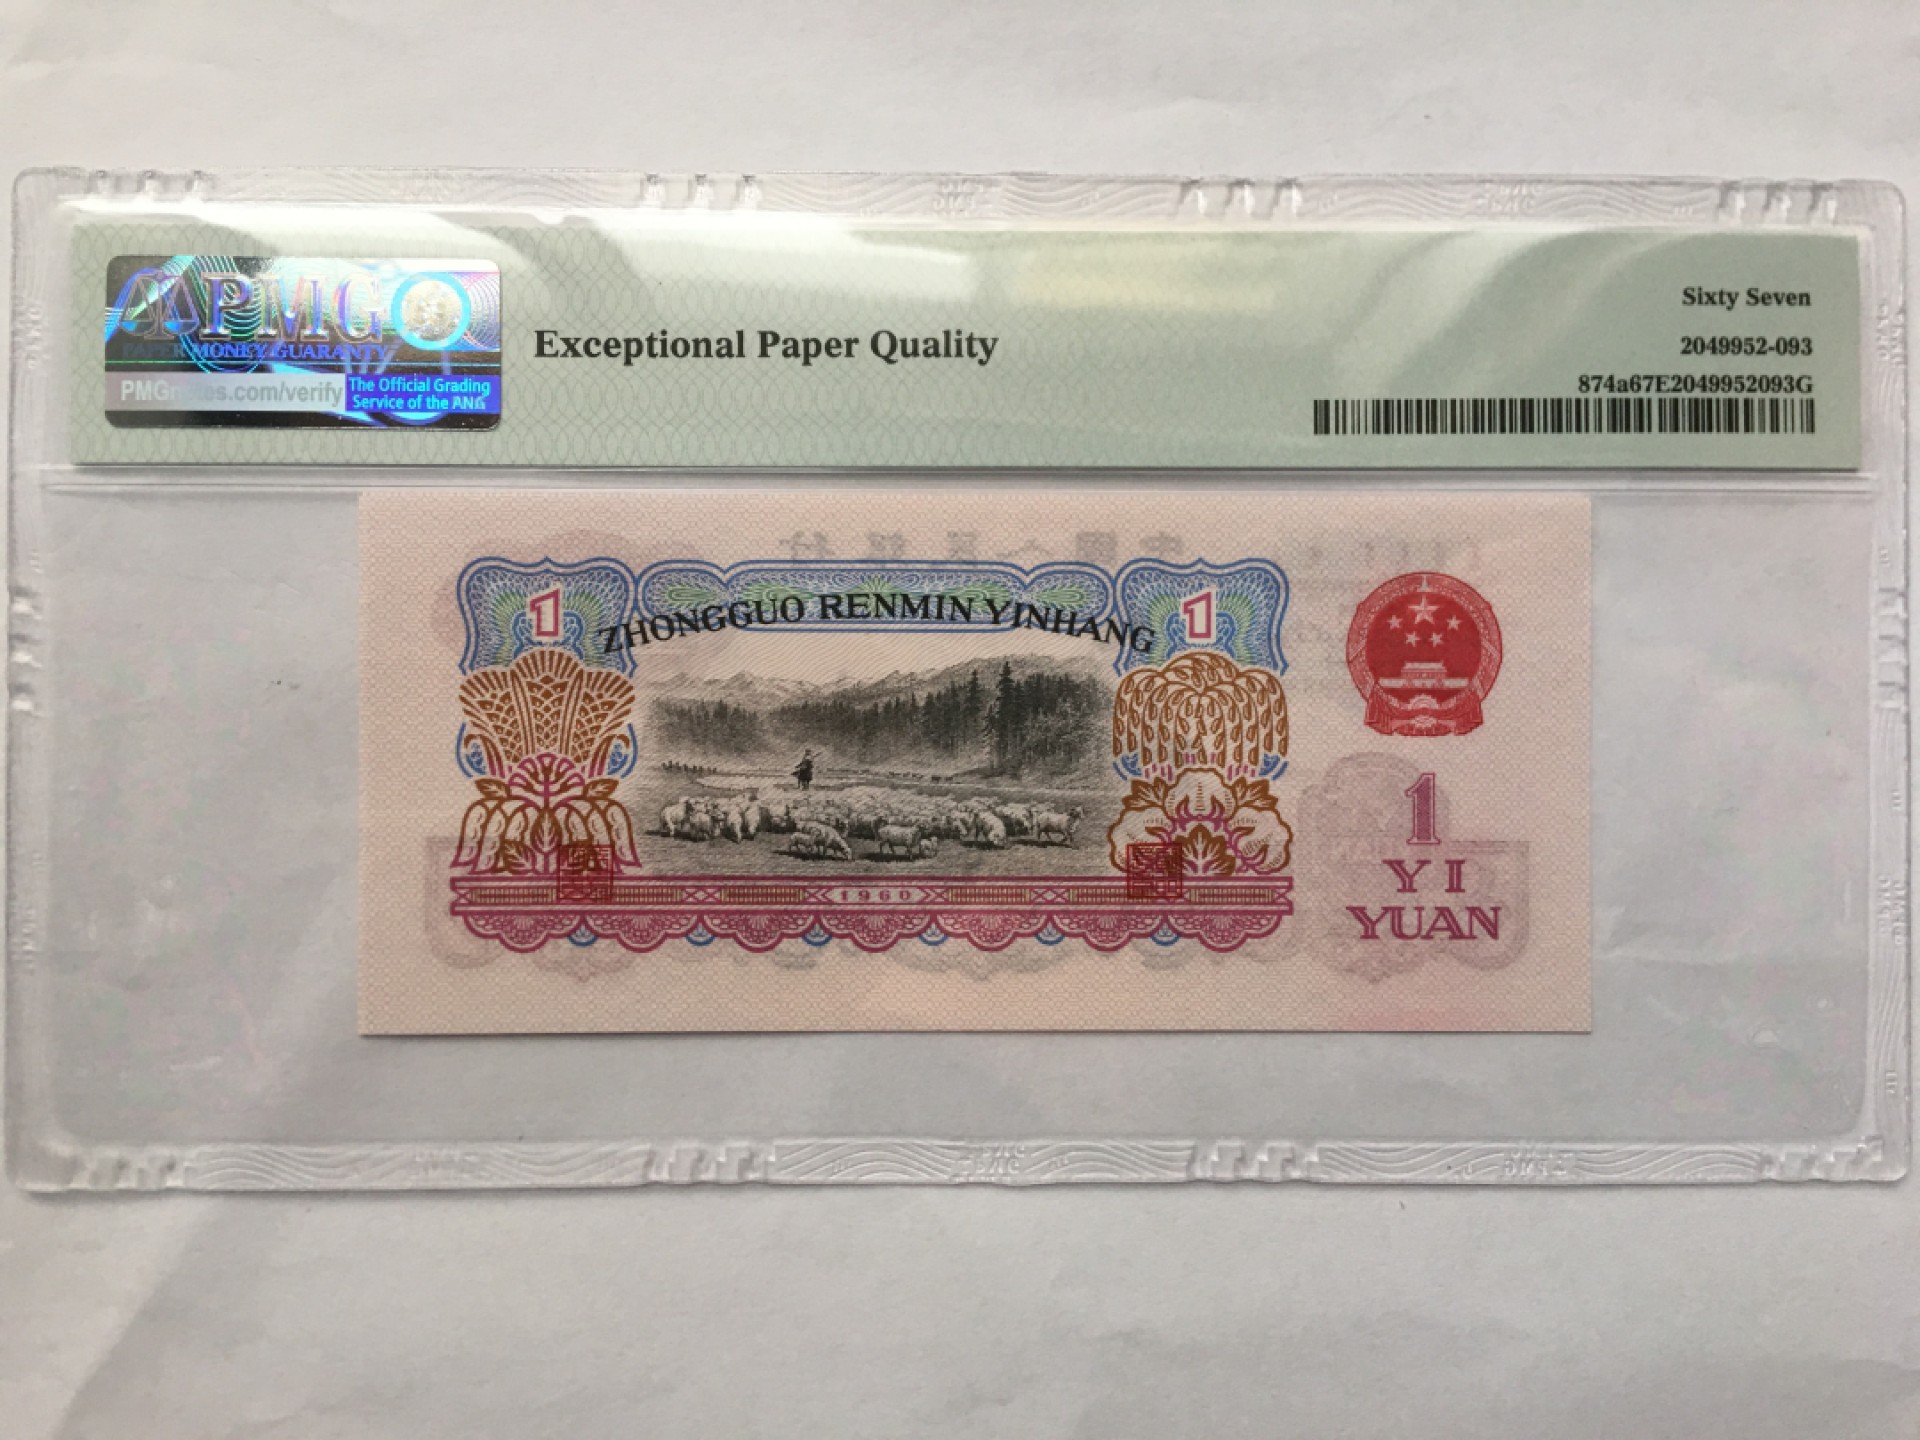 PMG
PAPER MONEY GUARANTY
PMGnotes.com/verify
The Official Grading
Service of the ANA
Exceptional Paper Quality
Sixty Seven
2049952-093
874a67E2049952093G
ZHONGGUO RENMIN YINHANG
1
1
1960
1
YI
YUAN